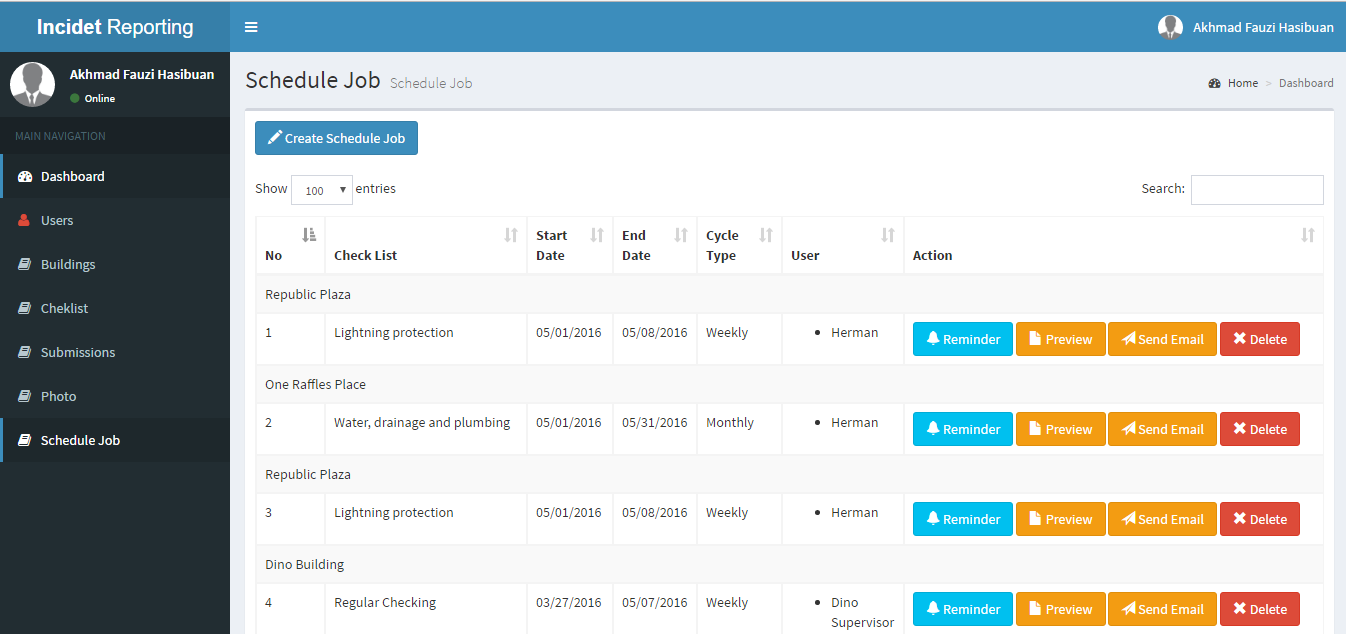 Incidet Reporting
Akhmad Fauzi Hasibuan
Akhmad Fauzi Hasibuan
Online
MAIN NAVIGATION
Dashboard
Users
Buildings
Cheklist
Submissions
Photo
Schedule Job
Schedule Job Schedule Job
Home > Dashboard
Create Schedule Job
Show 100 entries
Search:
No Check List Start Date End Date Cycle Type User Action
Republic Plaza
1 Lightning protection 05/01/2016 05/08/2016 Weekly Herman Reminder Preview Send Email Delete
One Raffles Place
2 Water, drainage and plumbing 05/01/2016 05/31/2016 Monthly Herman Reminder Preview Send Email Delete
Republic Plaza
3 Lightning protection 05/01/2016 05/08/2016 Weekly Herman Reminder Preview Send Email Delete
Dino Building
4 Regular Checking 03/27/2016 05/07/2016 Weekly Dino Supervisor Reminder Preview Send Email Delete